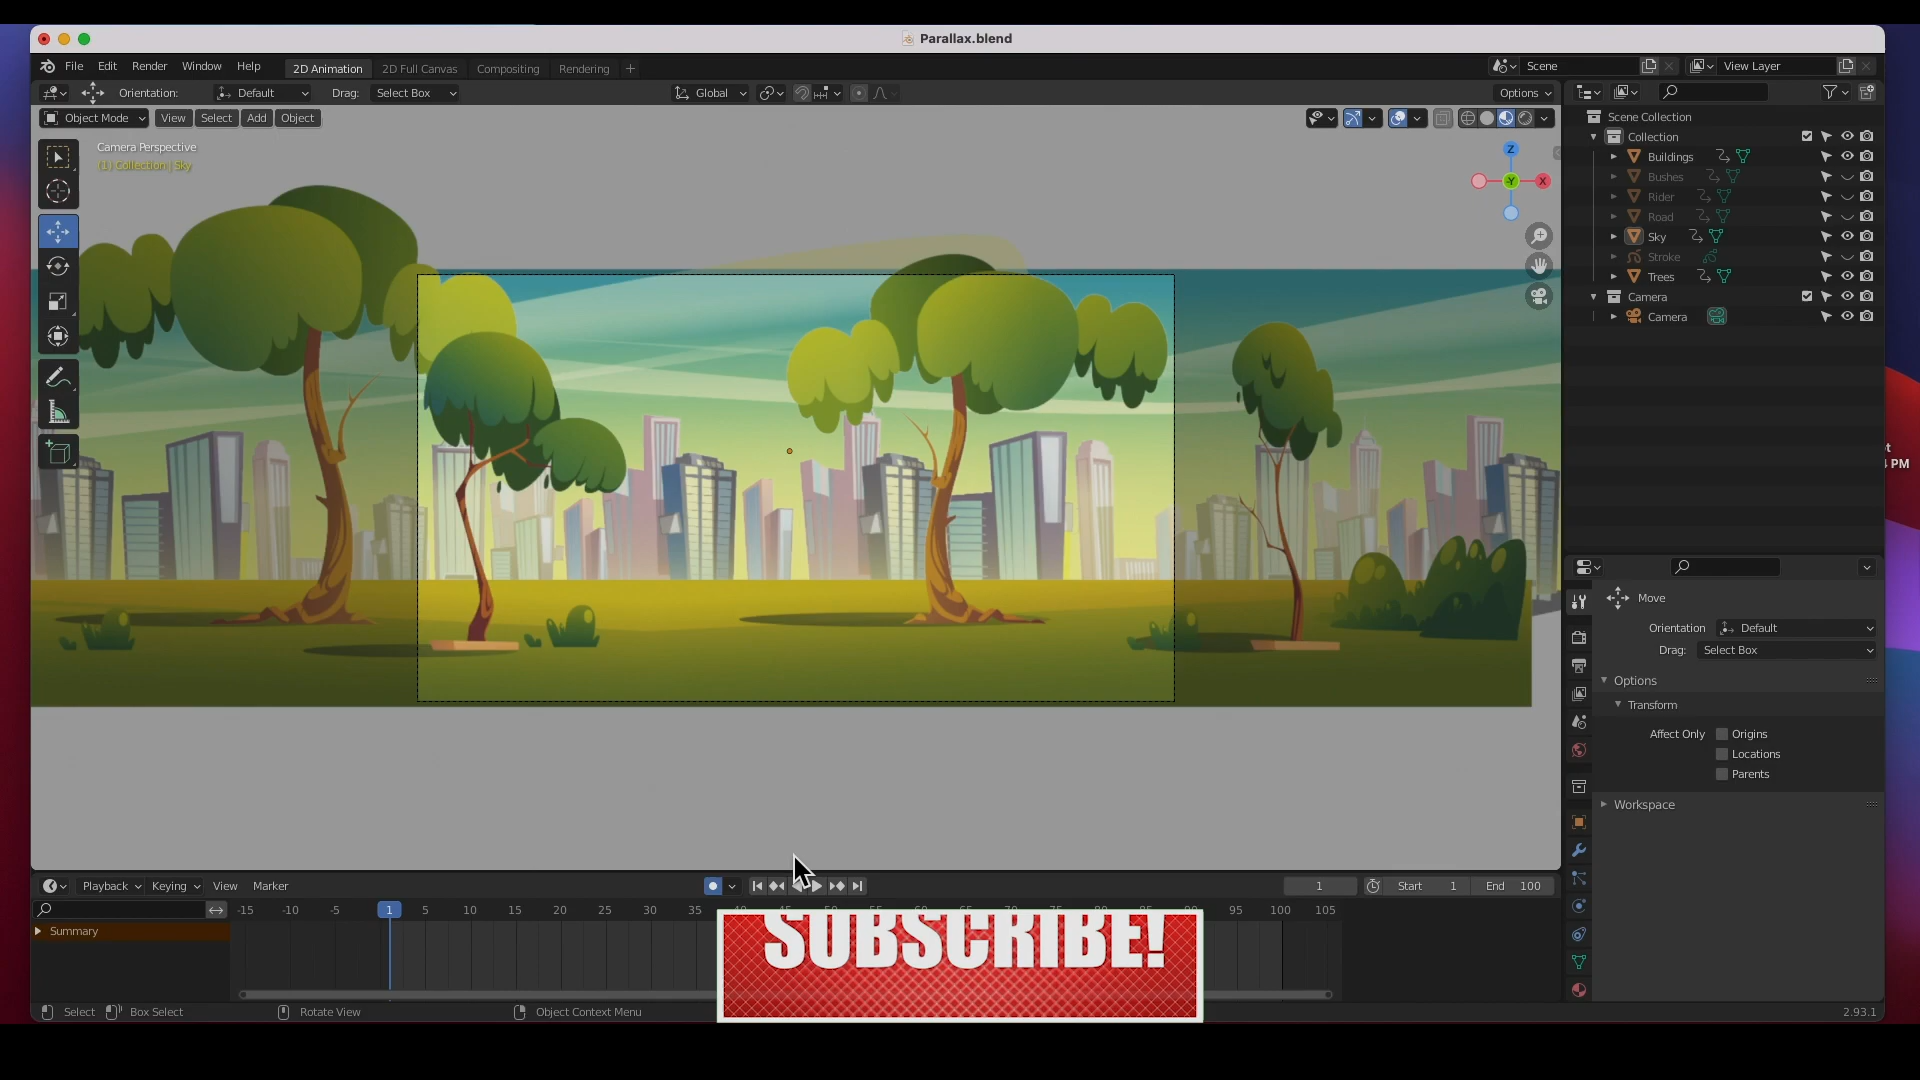 Parallax.blend
File Edit Render Window Help 2D Animation 2D Full Canvas Compositing Rendering + Scene View Layer
Orientation: Default Drag: Select Box Global Options
Object Mode View Select Add Object
Camera Perspective
(1) Collection | Sky
Z
Y
X
Scene Collection
Collection
Buildings
Bushes
Rider
Road
Sky
Stroke
Trees
Camera
Camera
t
PM
Move
Orientation Default
Drag: Select Box
Options
Transform
Affect Only Origins
Locations
Parents
Workspace
Playback Keying View Marker 1 Start 1 End 100
-15 -10 -5 1 5 10 15 20 25 30 35 95 100 105
Summary
SUBSCRIBE!
Select Box Select Rotate View Object Context Menu 2.93.1